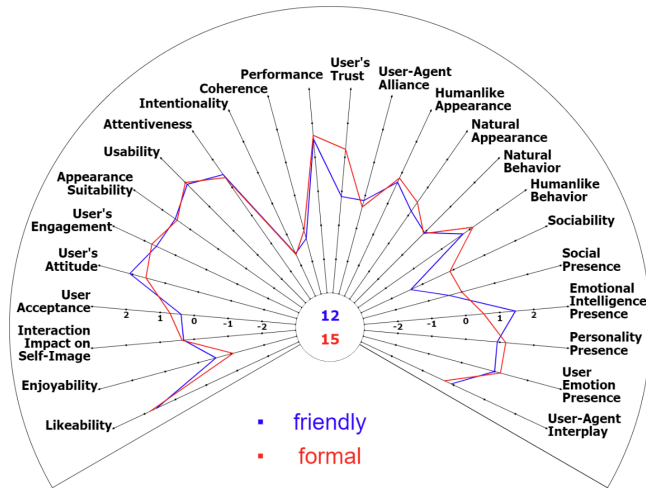 Performance
User's
Trust
User-Agent
Alliance
Coherence
Humanlike
Appearance
Intentionality
Natural
Appearance
Attentiveness
Natural
Behavior
Usability
Humanlike
Behavior
Appearance
Suitability
Sociability
User's
Engagement
Social
Presence
User's
Attitude
Emotional
Intelligence
Presence
User
Acceptance
2 1 0 -1 -2
12
15
-2 -1 0 1 2
Interaction
Impact on
Self-Image
Personality
Presence
Enjoyability
User
Emotion
Presence
Likeability
User-Agent
Interplay
friendly
formal